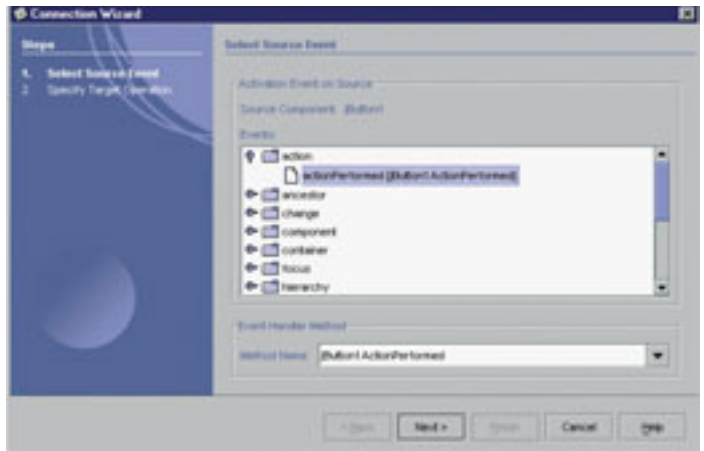 Connection Wizard
Steps
1. Select Source Event
2 Specify Target Operation
Select Source Event
Activation Event on Source
Source Component: jButton1
Events:
action
actionPerformed [jButton1ActionPerformed]
ancestor
change
component
container
focus
hierarchy
Event Handler Method
Method Name: jButton1ActionPerformed
< Back
Next >
Finish
Cancel
Help